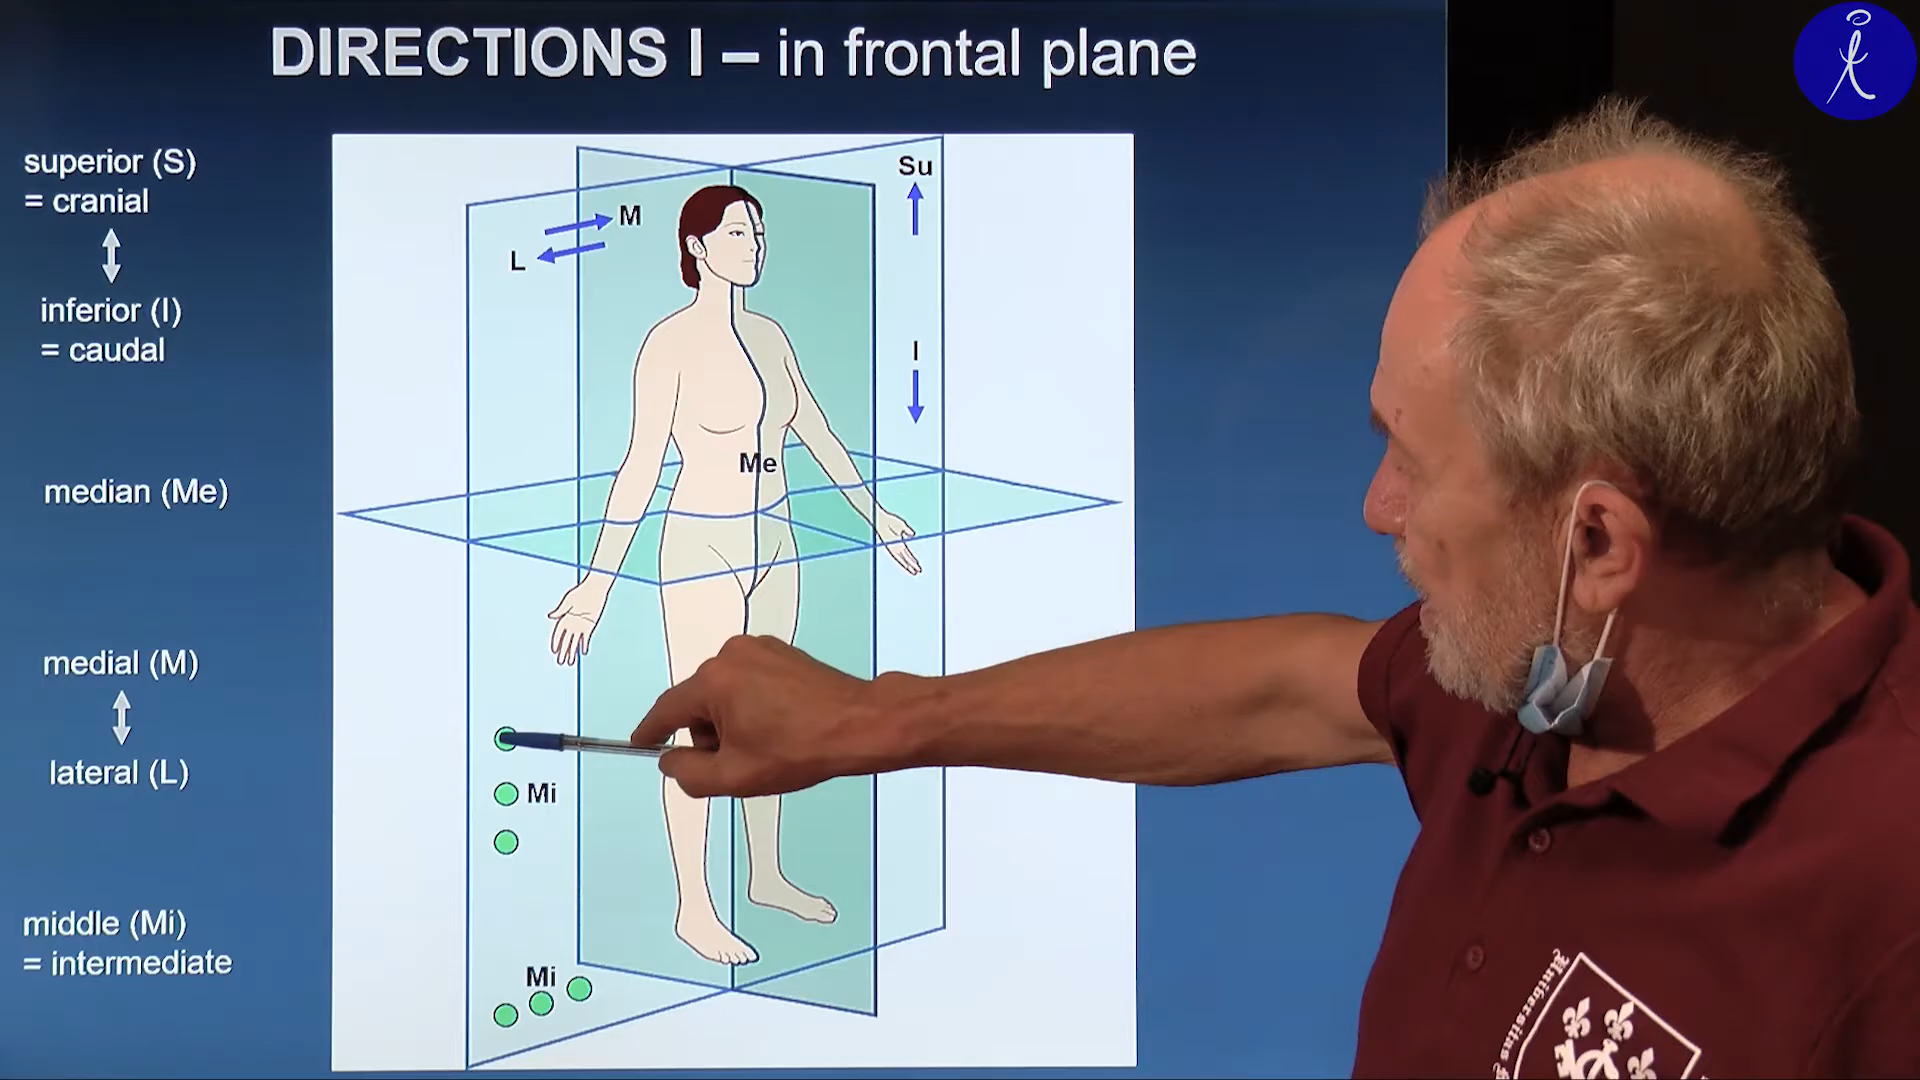 DIRECTIONS I – in frontal plane
superior (S)
= cranial
inferior (I)
= caudal
median (Me)
medial (M)
lateral (L)
middle (Mi)
= intermediate
Su
M
L
I
Me
Mi
Mi
Universitas